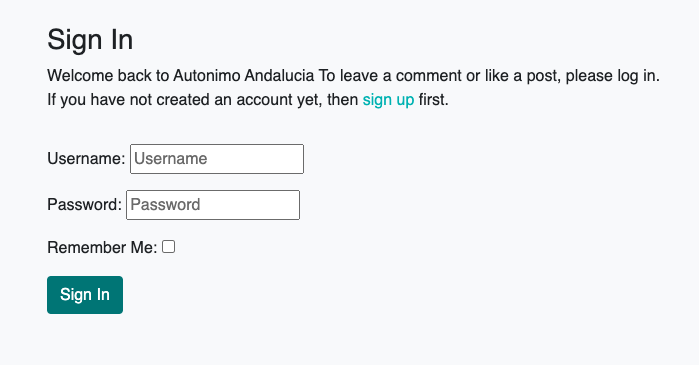 Sign In
Welcome back to Autonimo Andalucia To leave a comment or like a post, please log in.
If you have not created an account yet, then sign up first.
Username: Username
Password: Password
Remember Me:
Sign In